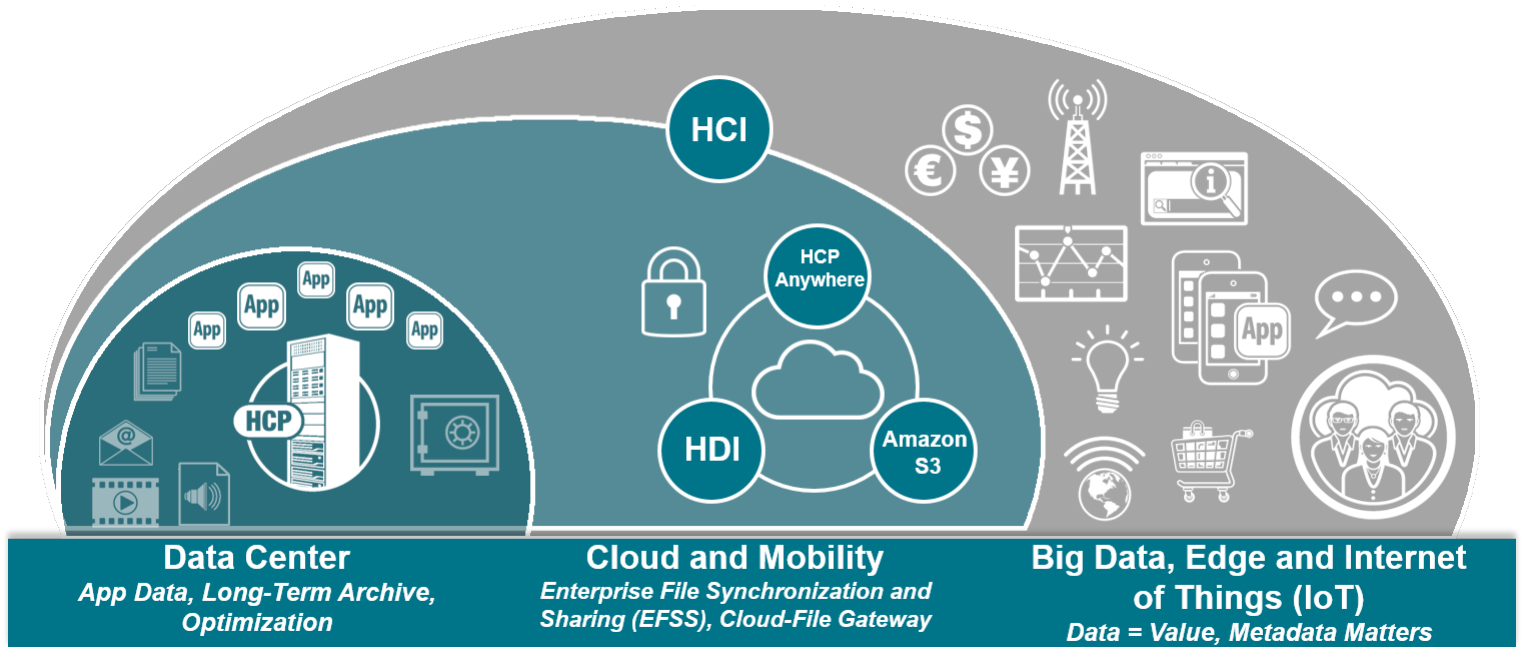 HCI
$
€
¥
i
HCP
Anywhere
HDI
Amazon
S3
App
App
App
App
App
HCP
@
App
Data Center
App Data, Long-Term Archive,
Optimization
Cloud and Mobility
Enterprise File Synchronization and
Sharing (EFSS), Cloud-File Gateway
Big Data, Edge and Internet
of Things (IoT)
Data = Value, Metadata Matters